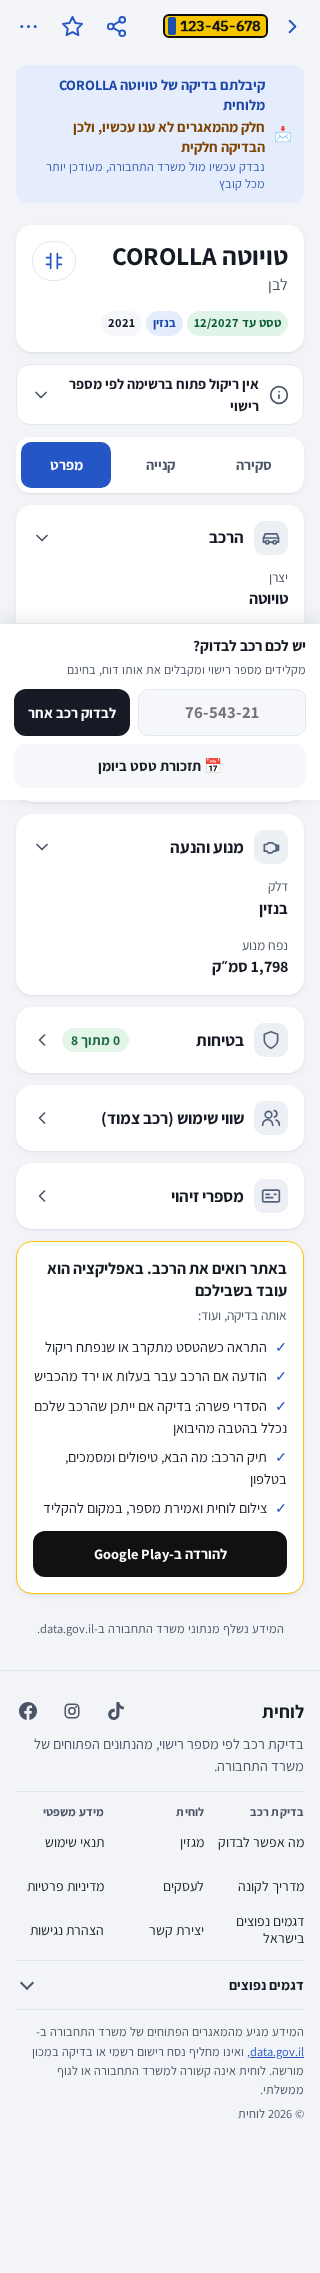 123-45-678
קיבלתם בדיקה של טויוטה COROLLA
מלוחית
חלק מהמאגרים לא ענו עכשיו, ולכן
הבדיקה חלקית
נבדק עכשיו מול משרד התחבורה, מעודכן יותר
מכל קובץ
טויוטה COROLLA
לבן
טסט עד 12/2027
בנזין
2021
אין ריקול פתוח ברשימה לפי מספר
רישוי
סקירה
קנייה
מפרט
הרכב
יצרן
טויוטה
יש לכם רכב לבדוק?
מקלידים מספר רישוי ומקבלים את אותו דוח, בחינם
76-543-21
לבדוק רכב אחר
📅 תזכורת טסט ביומן
מנוע והנעה
דלק
בנזין
נפח מנוע
1,798 סמ״ק
בטיחות
0 מתוך 8
שווי שימוש (רכב צמוד)
מספרי זיהוי
באתר רואים את הרכב. באפליקציה הוא
עובד בשבילכם
אותה בדיקה, ועוד:
✓ התראה כשהטסט מתקרב או שנפתח ריקול
✓ הודעה אם הרכב עבר בעלות או ירד מהכביש
✓ הסדרי פשרה: בדיקה אם ייתכן שהרכב שלכם
נכלל בהטבה מהיבואן
✓ תיק הרכב: מה הבא, טיפולים ומסמכים,
בטלפון
✓ צילום לוחית ואמירת מספר, במקום להקליד
להורדה ב-Google Play
המידע נשלף מנתוני משרד התחבורה ב-data.gov.il.
לוחית
בדיקת רכב לפי מספר רישוי, מהנתונים הפתוחים של
משרד התחבורה.
בדיקת רכב
לוחית
מידע משפטי
מה אפשר לבדוק
מגזין
תנאי שימוש
מדריך לקונה
לעסקים
מדיניות פרטיות
דגמים נפוצים
בישראל
יצירת קשר
הצהרת נגישות
דגמים נפוצים
המידע מגיע מהמאגרים הפתוחים של משרד התחבורה ב-
data.gov.il, ואינו מחליף נסח רישום רשמי או בדיקה במכון
מורשה. לוחית אינה קשורה למשרד התחבורה או לגוף
ממשלתי.
© 2026 לוחית